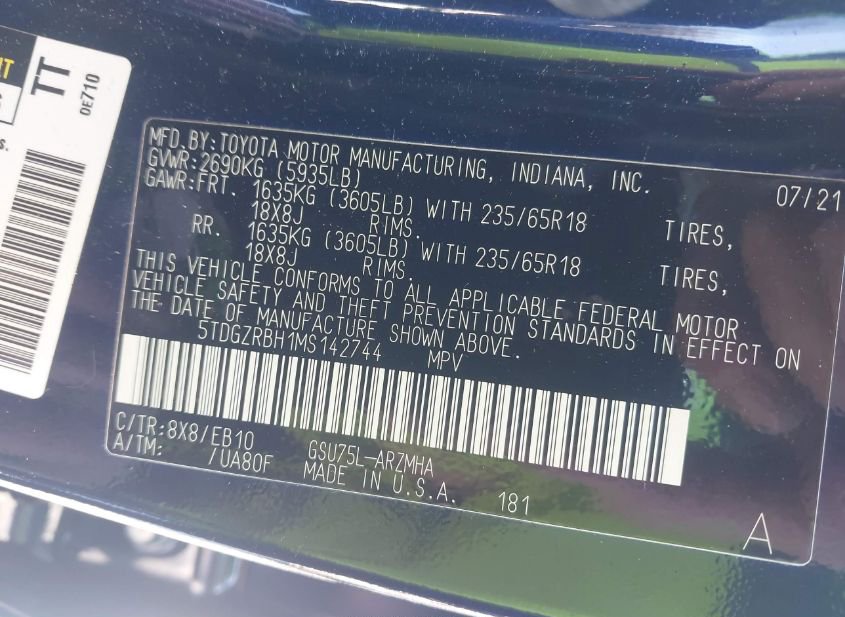 TT
0E710
s.
MFD. BY: TOYOTA MOTOR MANUFACTURING, INDIANA, INC. 07/21
GVWR: 2690KG (5935LB)
GAWR: FRT. 1635KG (3605LB) WITH 235/65R18 TIRES,
18X8J RIMS.
RR. 1635KG (3605LB) WITH 235/65R18 TIRES,
18X8J RIMS.
THIS VEHICLE CONFORMS TO ALL APPLICABLE FEDERAL MOTOR
VEHICLE SAFETY AND THEFT PREVENTION STANDARDS IN EFFECT ON
THE DATE OF MANUFACTURE SHOWN ABOVE.
5TDGZRBH1MS142744 MPV
C/TR: 8X8/EB10 GSU75L-ARZMHA
A/TM: /UA80F MADE IN U.S.A. 181
A